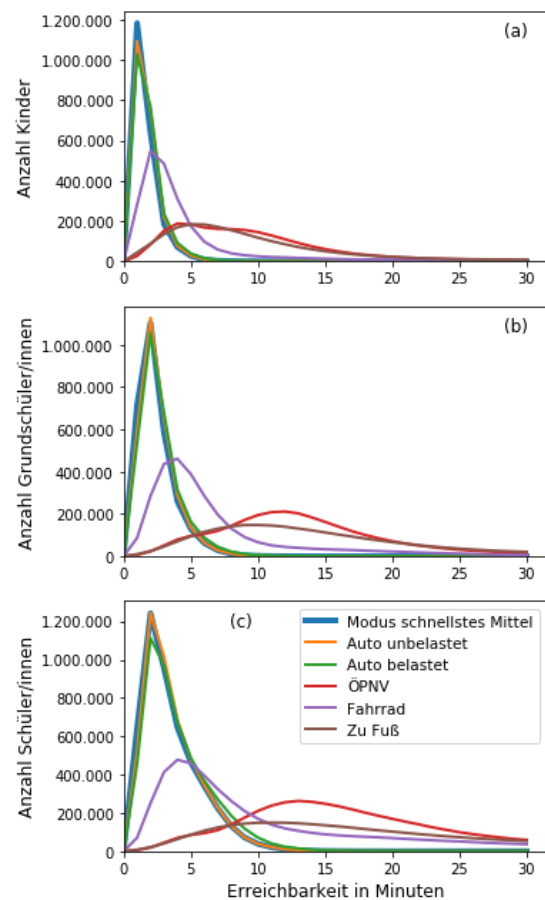 (a)
Anzahl Kinder
1.200.000
1.000.000
800.000
600.000
400.000
200.000
0
0 5 10 15 20 25 30
(b)
Anzahl Grundschüler/innen
1.000.000
800.000
600.000
400.000
200.000
0
0 5 10 15 20 25 30
(c)
Anzahl Schüler/innen
1.200.000
1.000.000
800.000
600.000
400.000
200.000
0
Modus schnellstes Mittel
Auto unbelastet
Auto belastet
ÖPNV
Fahrrad
Zu Fuß
0 5 10 15 20 25 30
Erreichbarkeit in Minuten